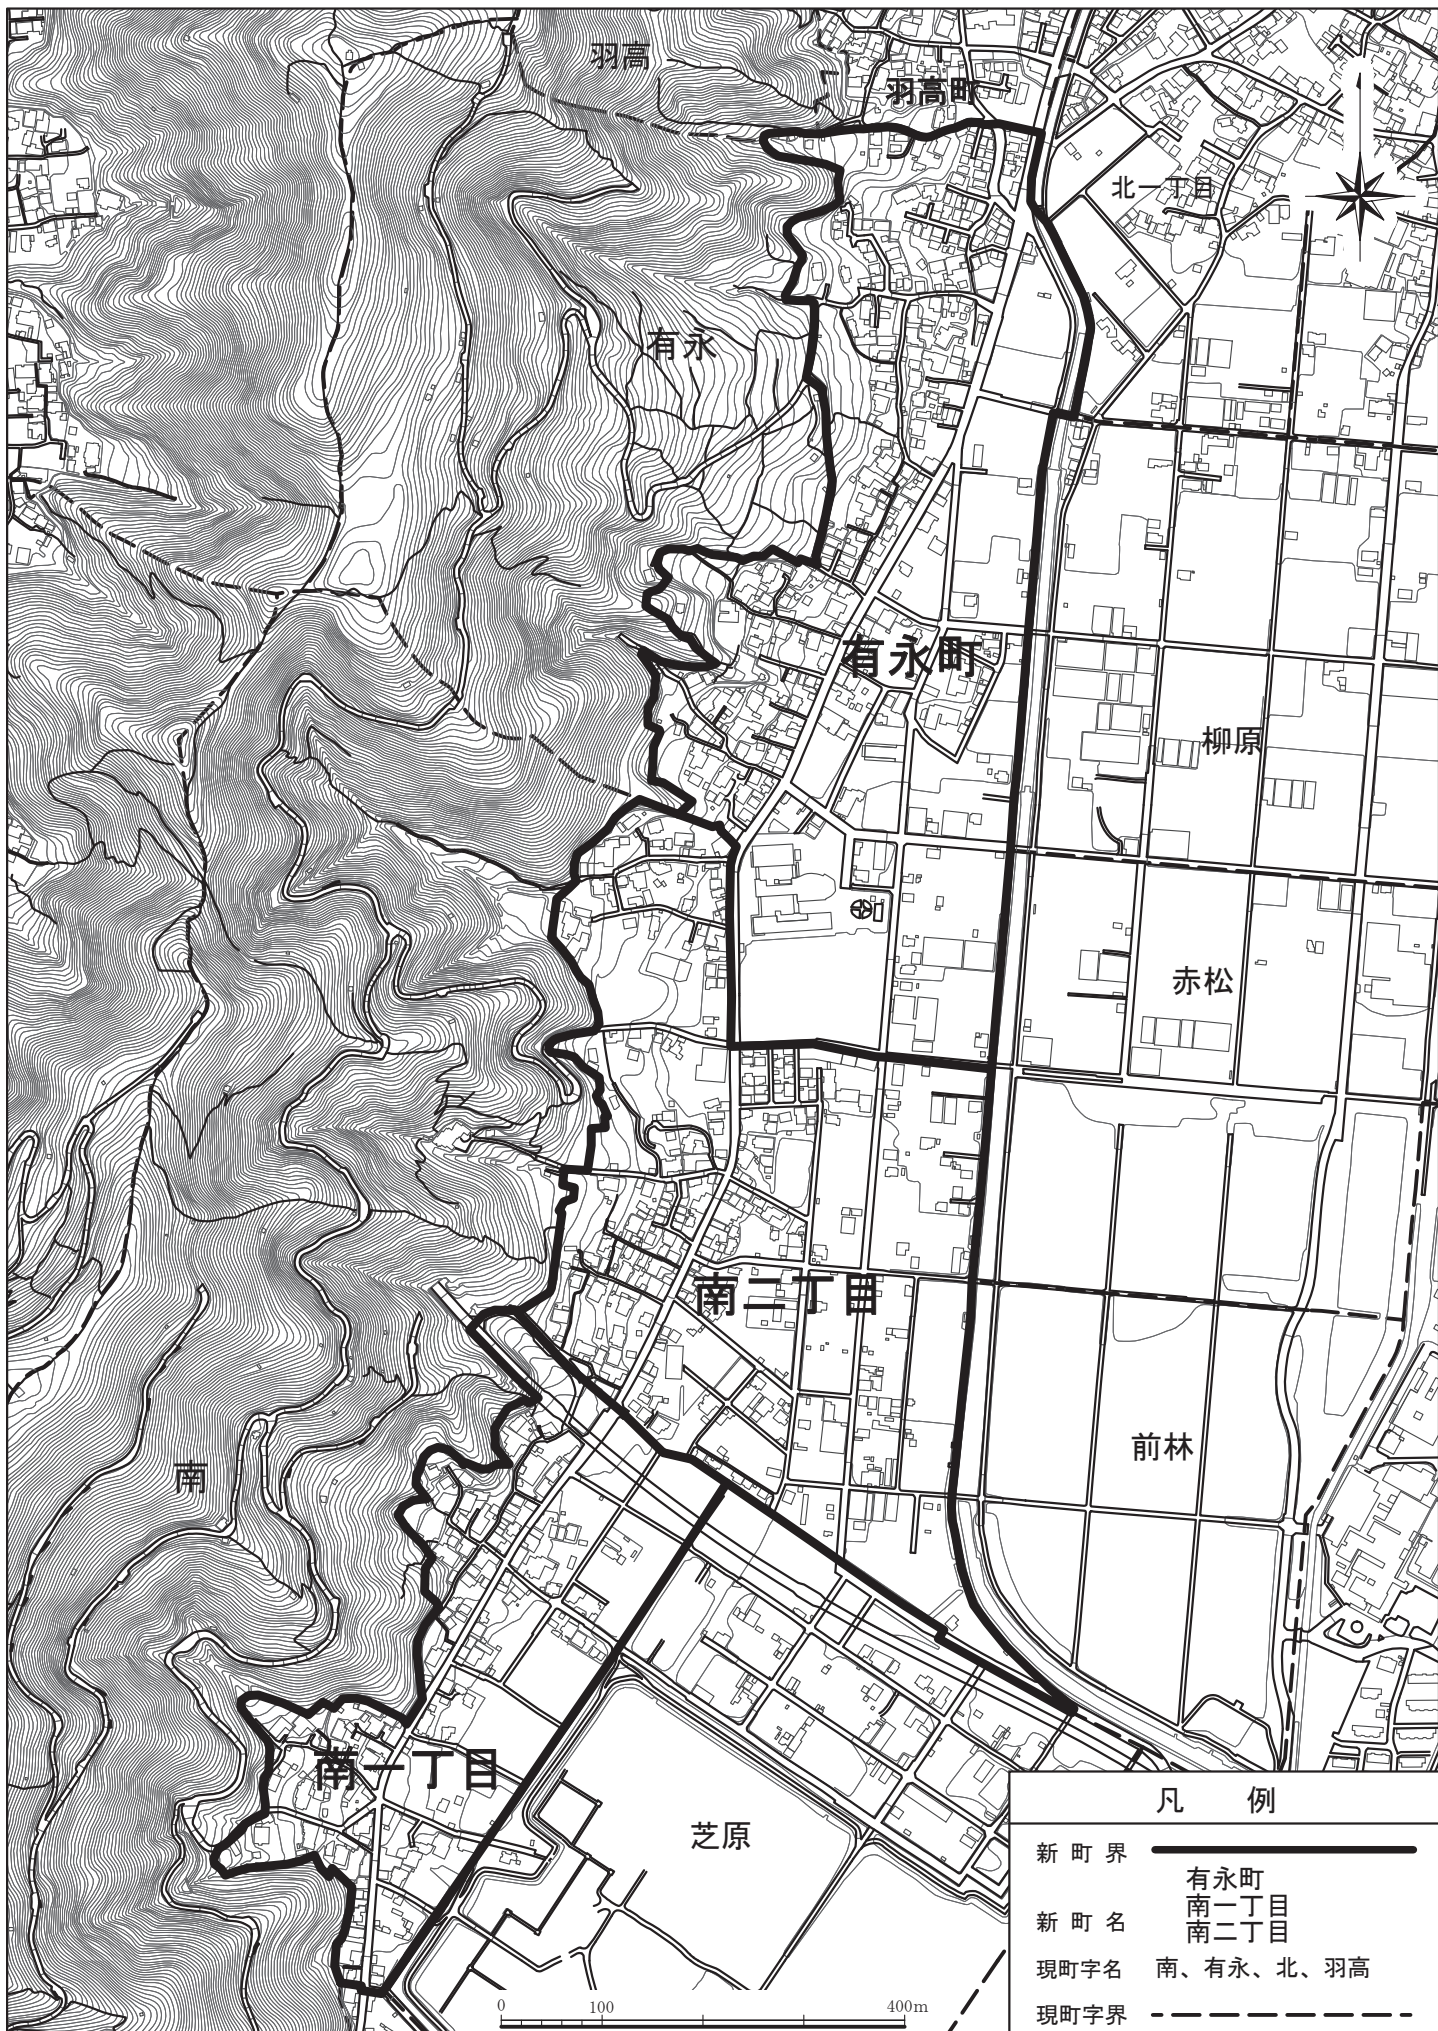 羽高
羽高町
北一丁目
有永
有永町
柳原
赤松
南二丁目
前林
南
南一丁目
芝原
凡　例
新 町 界
新 町 名
有永町
南一丁目
南二丁目
現町字名　南、有永、北、羽高
現町字界
0　100　400m